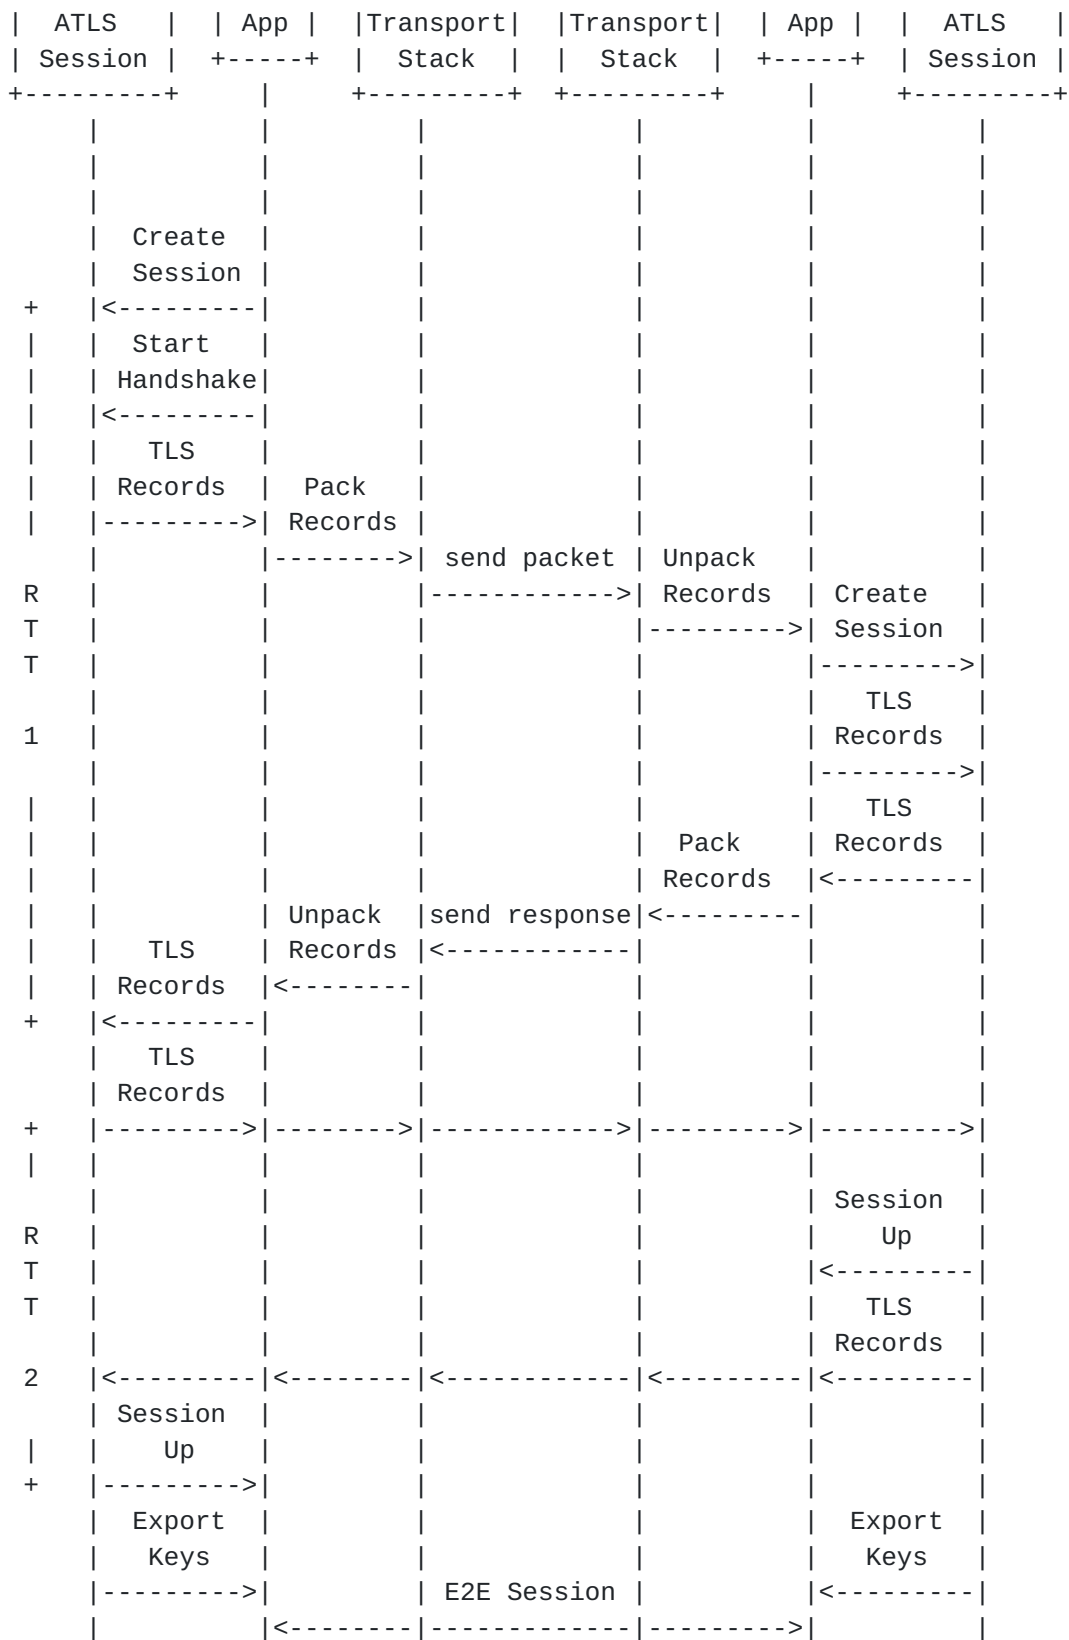 |  ATLS   |  | App |  |Transport|  |Transport|  | App |  |  ATLS   |
| Session |  +-----+  |  Stack  |  |  Stack  |  +-----+  | Session |
+---------+     |     +---------+  +---------+     |     +---------+
     |          |         |             |          |          |
     |          |         |             |          |          |
     |          |         |             |          |          |
     |  Create  |         |             |          |          |
     |  Session |         |             |          |          |
 +   |<---------|         |             |          |          |
 |   |  Start   |         |             |          |          |
 |   | Handshake|         |             |          |          |
 |   |<---------|         |             |          |          |
 |   |   TLS    |         |             |          |          |
 |   | Records  |  Pack   |             |          |          |
 |   |--------->| Records |             |          |          |
     |          |-------->| send packet | Unpack   |          |
 R   |          |         |------------>| Records  | Create   |
 T   |          |         |             |--------->| Session  |
 T   |          |         |             |          |--------->|
     |          |         |             |          |   TLS    |
 1   |          |         |             |          | Records  |
     |          |         |             |          |--------->|
 |   |          |         |             |          |   TLS    |
 |   |          |         |             |  Pack    | Records  |
 |   |          |         |             | Records  |<---------|
 |   |          | Unpack  |send response|<---------|          |
 |   |   TLS    | Records |<------------|          |          |
 |   | Records  |<--------|             |          |          |
 +   |<---------|         |             |          |          |
     |   TLS    |         |             |          |          |
     | Records  |         |             |          |          |
 +   |--------->|-------->|------------>|--------->|--------->|
 |   |          |         |             |          |          |
     |          |         |             |          | Session  |
 R   |          |         |             |          |    Up    |
 T   |          |         |             |          |<---------|
 T   |          |         |             |          |   TLS    |
     |          |         |             |          | Records  |
 2   |<---------|<--------|<------------|<---------|<---------|
     | Session  |         |             |          |          |
 |   |    Up    |         |             |          |          |
 +   |--------->|         |             |          |          |
     |  Export  |         |             |          |  Export  |
     |   Keys   |         |             |          |   Keys   |
     |--------->|         | E2E Session |          |<---------|
     |          |<--------|-------------|--------->|          |